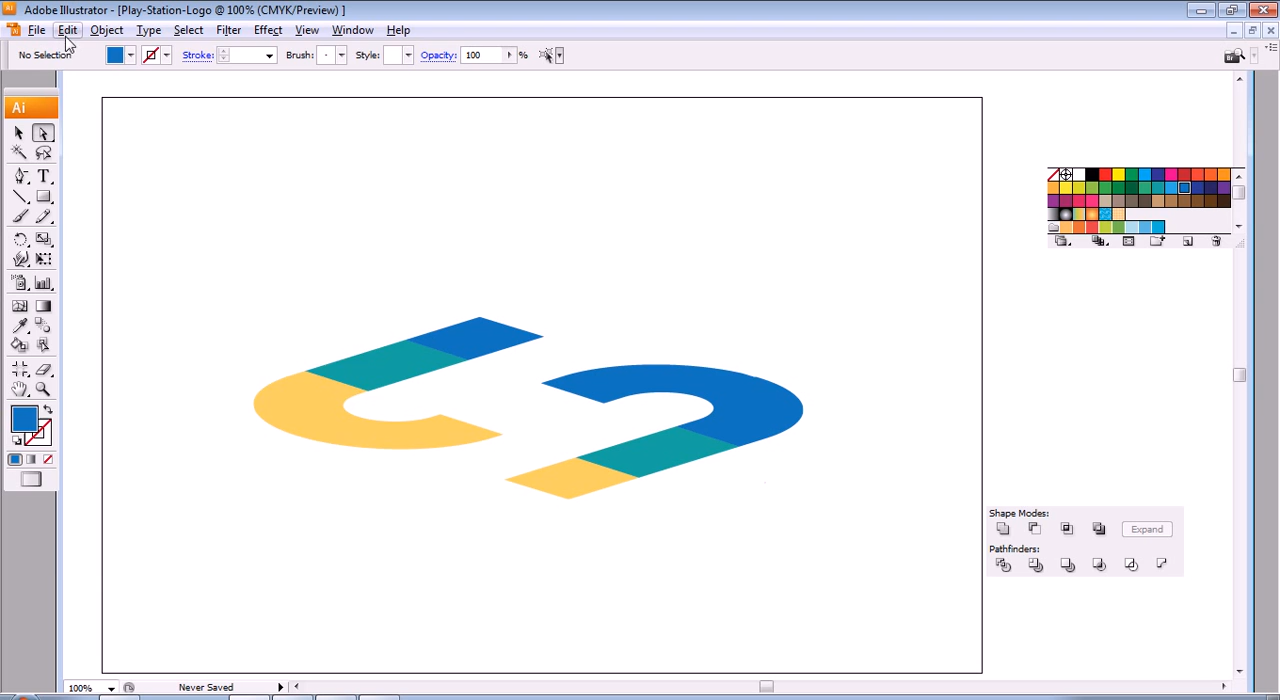 Adobe Illustrator - [Play-Station-Logo @ 100% (CMYK/Preview) ]
File Edit Object Type Select Filter Effect View Window Help
No Selection Stroke: Brush: Style: Opacity: 100 %
Ai
Shape Modes:
Expand
Pathfinders:
100% Never Saved